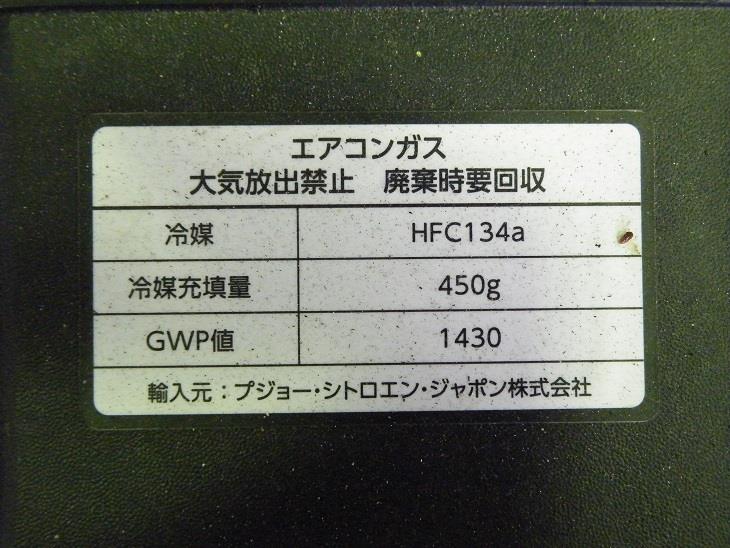 エアコンガス
大気放出禁止　廃棄時要回収
冷媒　HFC134a
冷媒充填量　450g
GWP値　1430
輸入元：プジョー・シトロエン・ジャポン株式会社